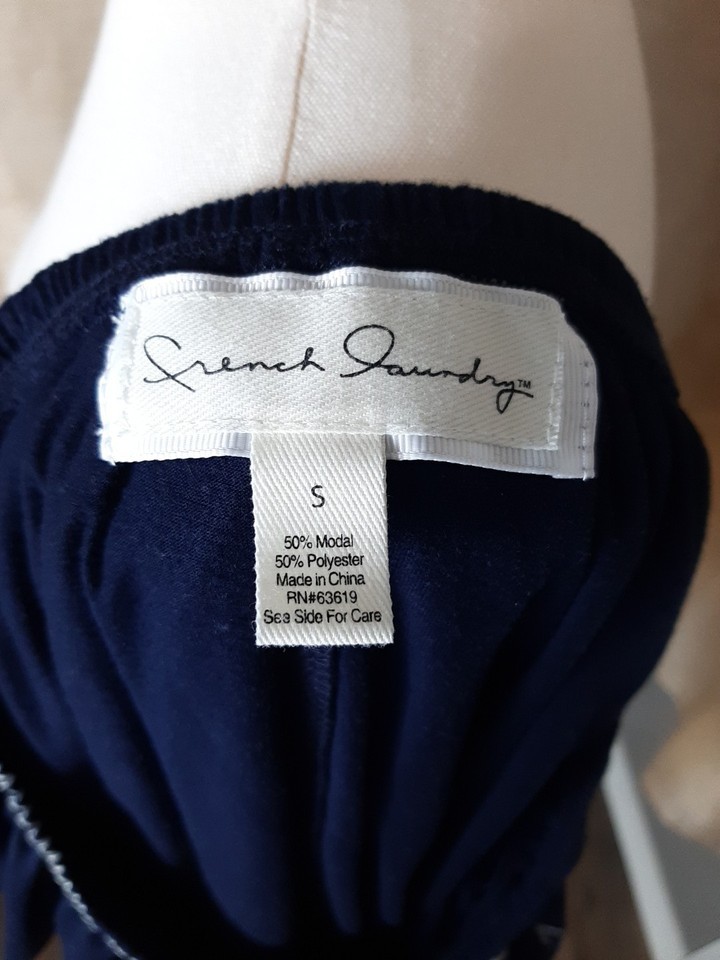 French Laundry™
S
50% Modal
50% Polyester
Made in China
RN#63619
See Side For Care